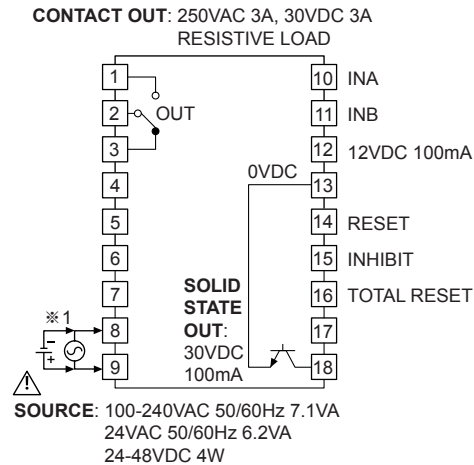 CONTACT OUT: 250VAC 3A, 30VDC 3A
RESISTIVE LOAD
1
2
3
4
5
6
7
8
9
OUT
※1
10 INA
11 INB
12 12VDC 100mA
0VDC
13
14 RESET
15 INHIBIT
16 TOTAL RESET
17
18
SOLID
STATE
OUT:
30VDC
100mA
SOURCE: 100-240VAC 50/60Hz 7.1VA
24VAC 50/60Hz 6.2VA
24-48VDC 4W